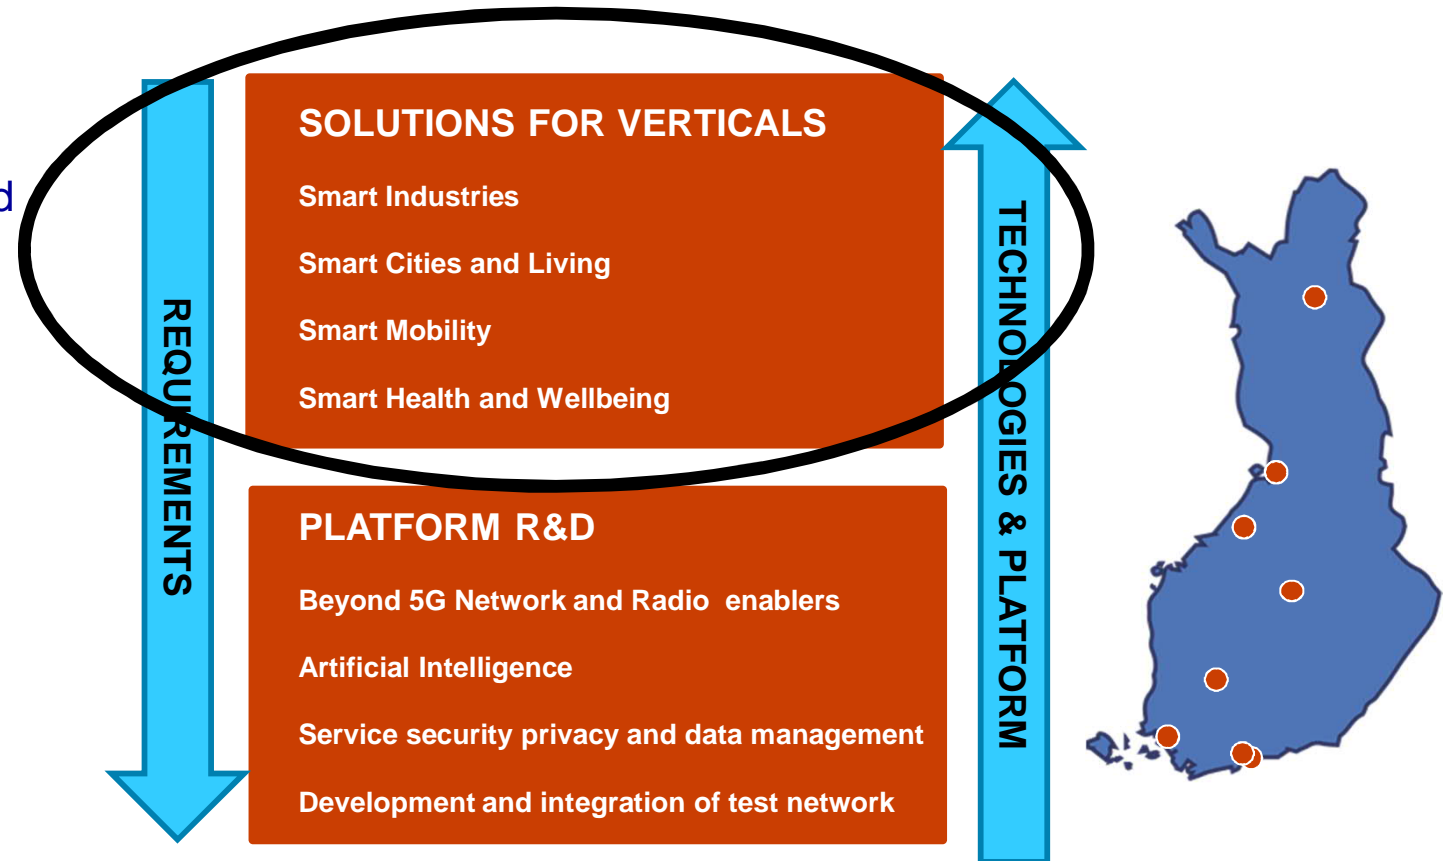 d
REQUIREMENTS
SOLUTIONS FOR VERTICALS
Smart Industries
Smart Cities and Living
Smart Mobility
Smart Health and Wellbeing
PLATFORM R&D
Beyond 5G Network and Radio enablers
Artificial Intelligence
Service security privacy and data management
Development and integration of test network
TECHNOLOGIES & PLATFORM